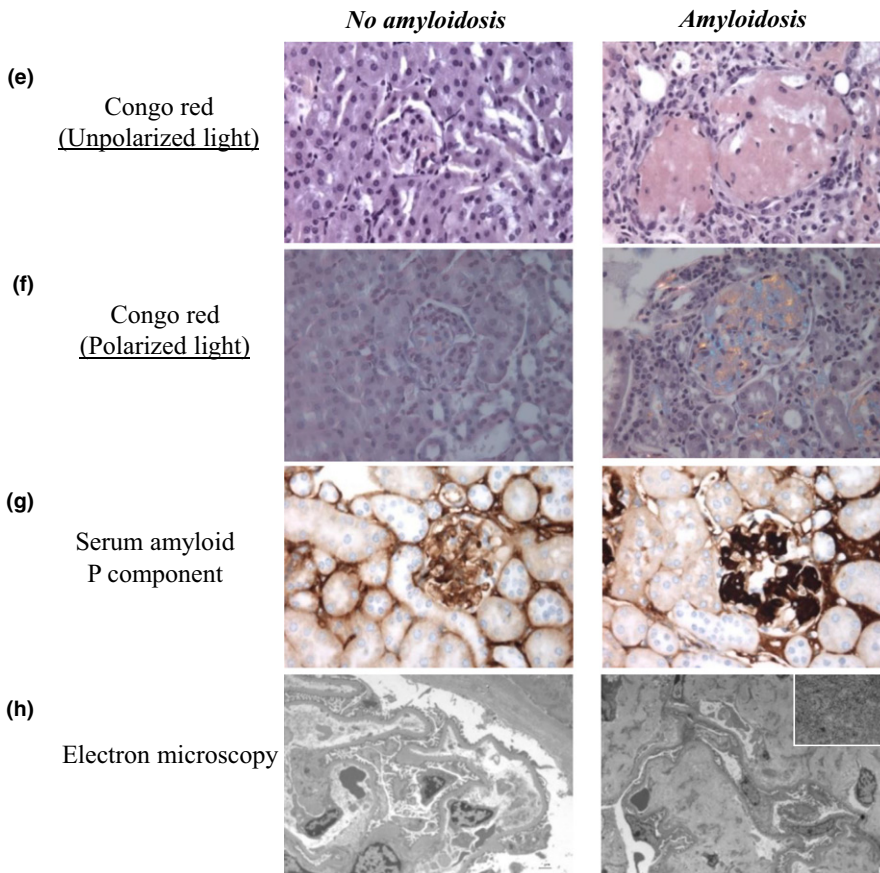 No amyloidosis Amyloidosis
(e)
Congo red
(Unpolarized light)
(f)
Congo red
(Polarized light)
(g)
Serum amyloid
P component
(h)
Electron microscopy